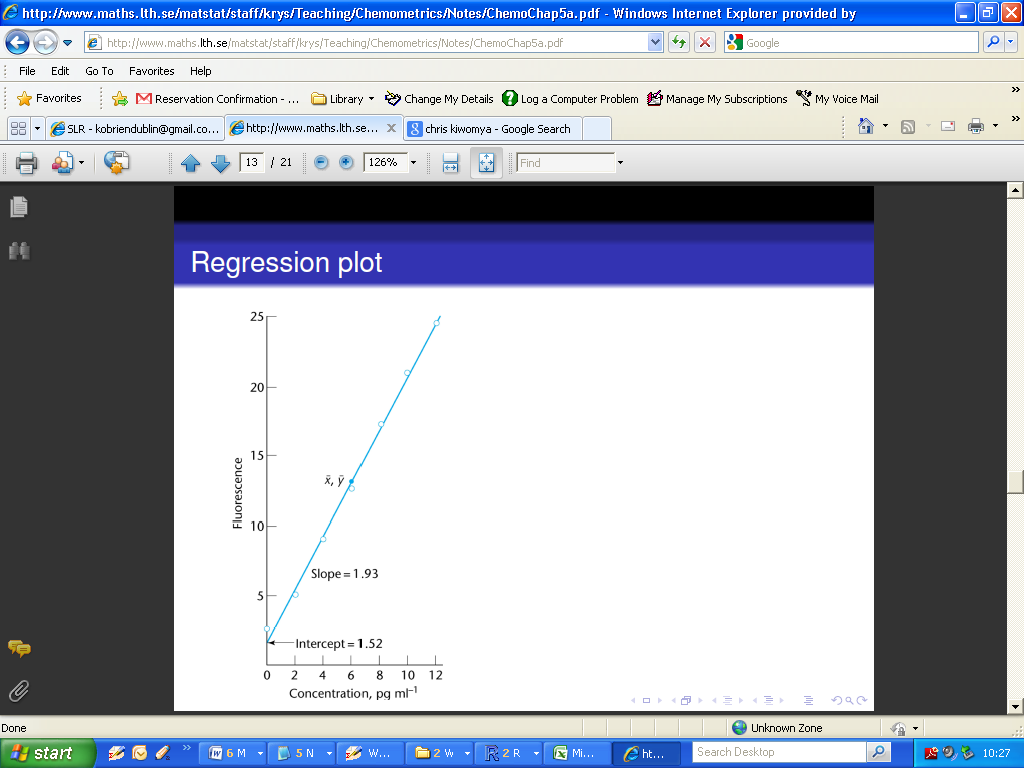 http://www.maths.lth.se/matstat/staff/krys/Teaching/Chemometrics/Notes/ChemoChap5a.pdf - Windows Internet Explorer provided by
http://www.maths.lth.se/matstat/staff/krys/Teaching/Chemometrics/Notes/ChemoChap5a.pdf
Google
File Edit Go To Favorites Help
Favorites Reservation Confirmation - ... Library Change My Details Log a Computer Problem Manage My Subscriptions My Voice Mail
SLR - kobriendublin@gmail.co... http://www.maths.lth.se... chris kiwomya - Google Search
13 / 21 126% Find
Regression plot
25
20
15
x̄, ȳ
Fluorescence
10
Slope = 1.93
5
Intercept = 1.52
0 2 4 6 8 10 12
Concentration, pg ml⁻¹
Done Unknown Zone
start 6 M 2 5 N W... 2 W R 2 R Mi... ht... Search Desktop 10:27